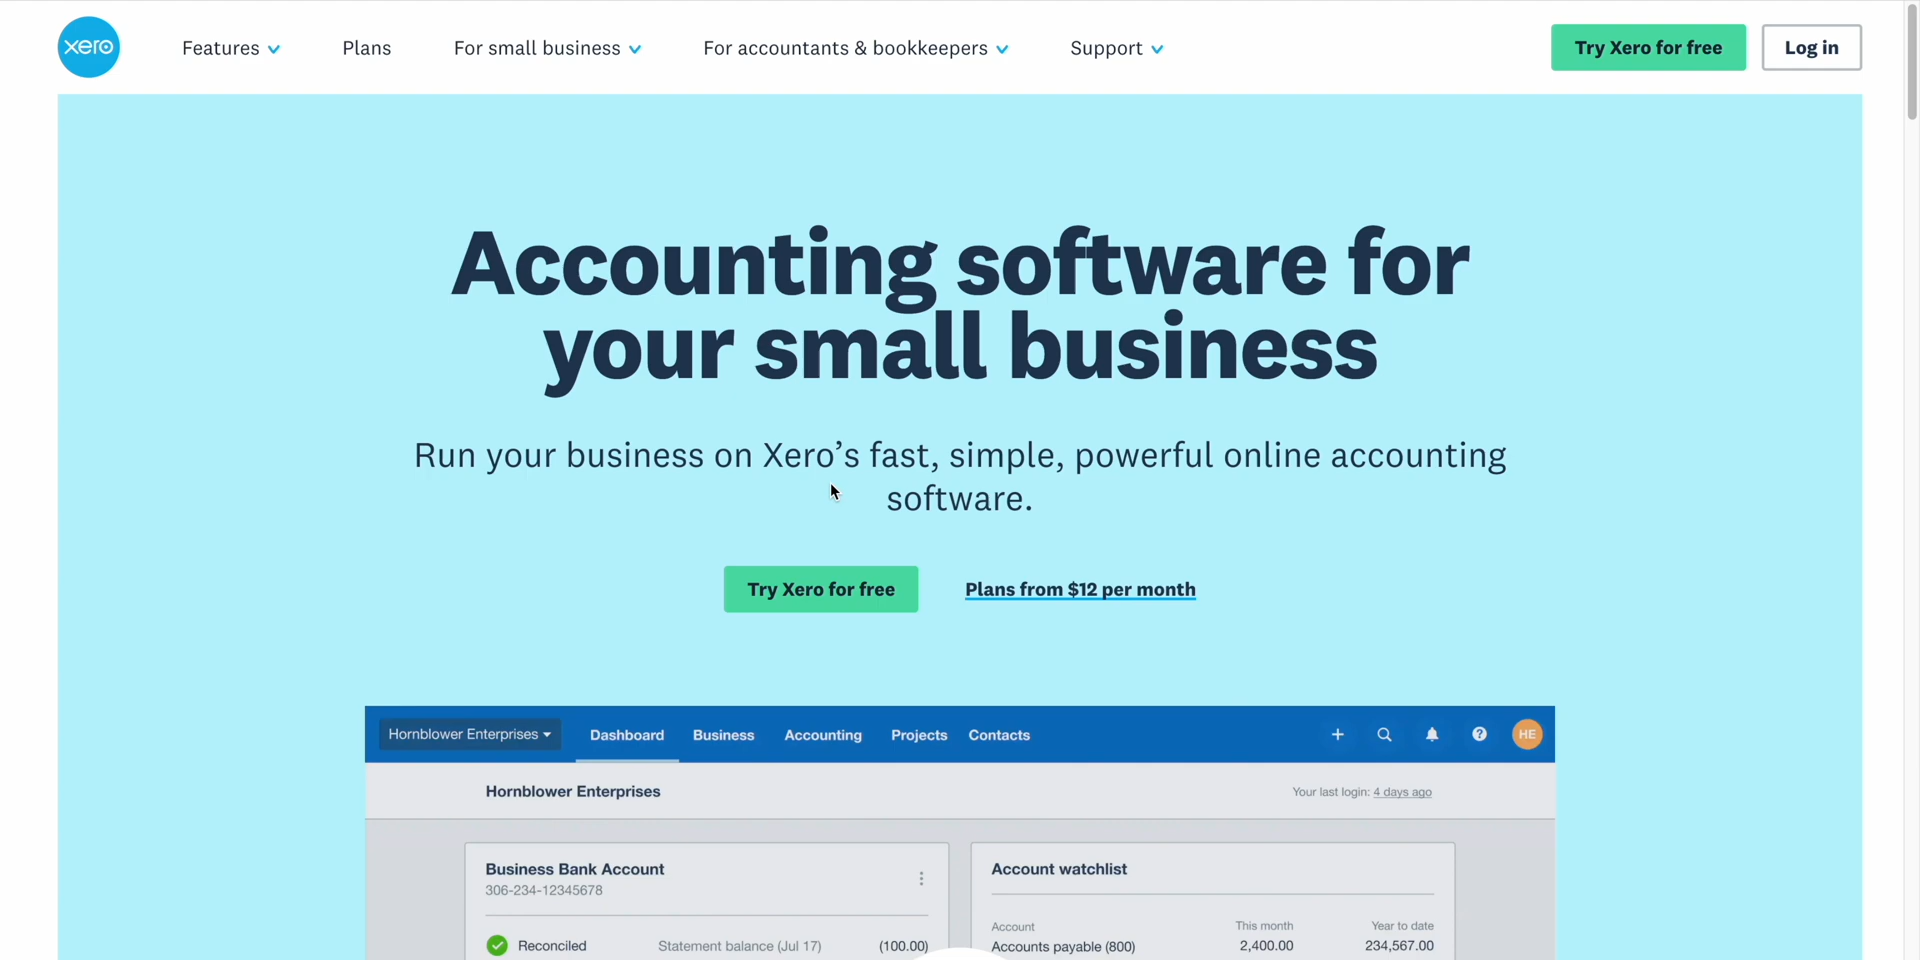 xero
Features
Plans
For small business
For accountants & bookkeepers
Support
Try Xero for free
Log in
Accounting software for
your small business
Run your business on Xero’s fast, simple, powerful online accounting
software.
Try Xero for free
Plans from $12 per month
Hornblower Enterprises
Dashboard
Business
Accounting
Projects
Contacts
HE
Hornblower Enterprises
Your last login: 4 days ago
Business Bank Account
306-234-12345678
Reconciled
Statement balance (Jul 17)
(100.00)
Account watchlist
Account
This month
Year to date
Accounts payable (800)
2,400.00
234,567.00